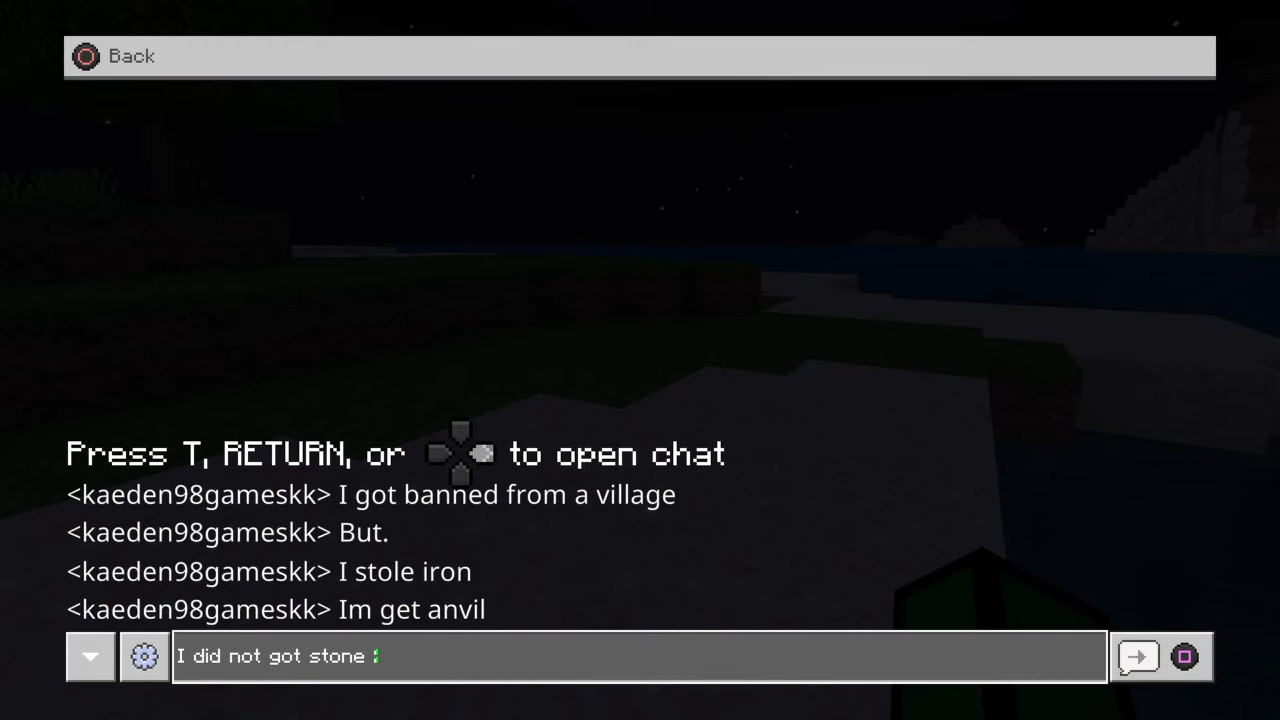 Back
Press T, RETURN, or to open chat
<kaeden98gameskk> I got banned from a village
<kaeden98gameskk> But.
<kaeden98gameskk> I stole iron
<kaeden98gameskk> Im get anvil
I did not got stone :